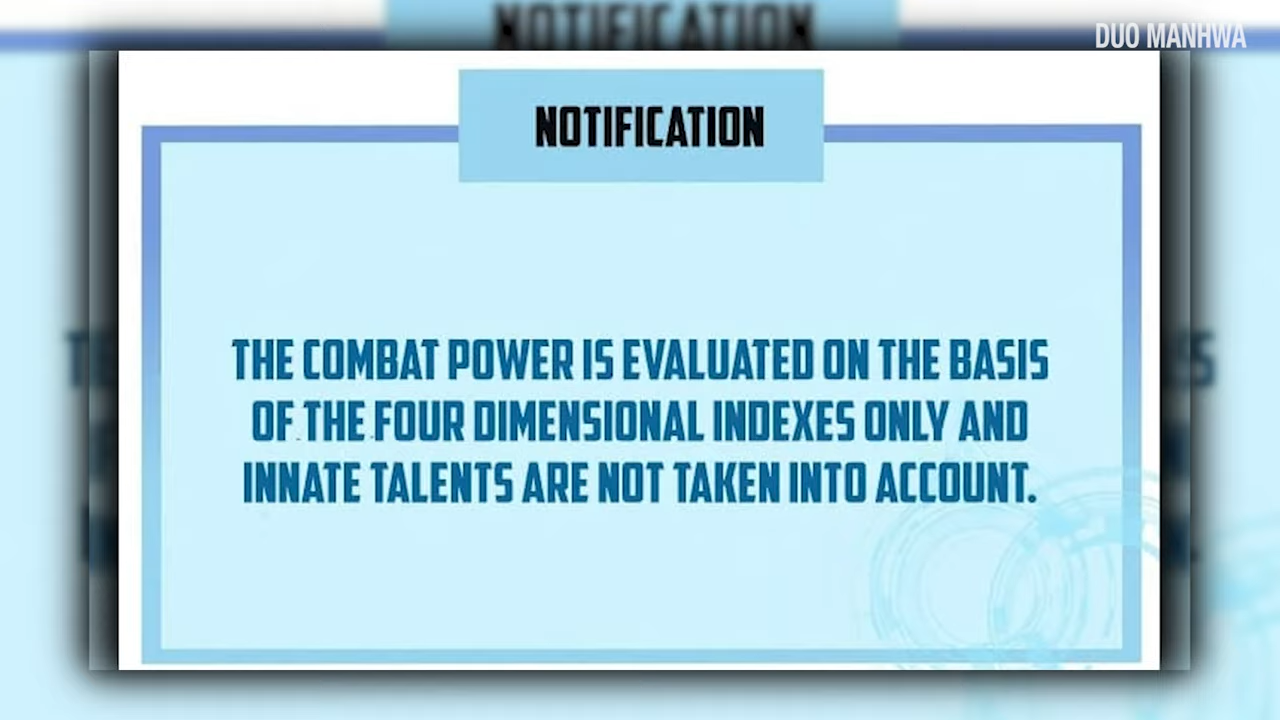 NOTIFICATION
DUO MANHWA
NOTIFICATION
THE COMBAT POWER IS EVALUATED ON THE BASIS
OF THE FOUR DIMENSIONAL INDEXES ONLY AND
INNATE TALENTS ARE NOT TAKEN INTO ACCOUNT.